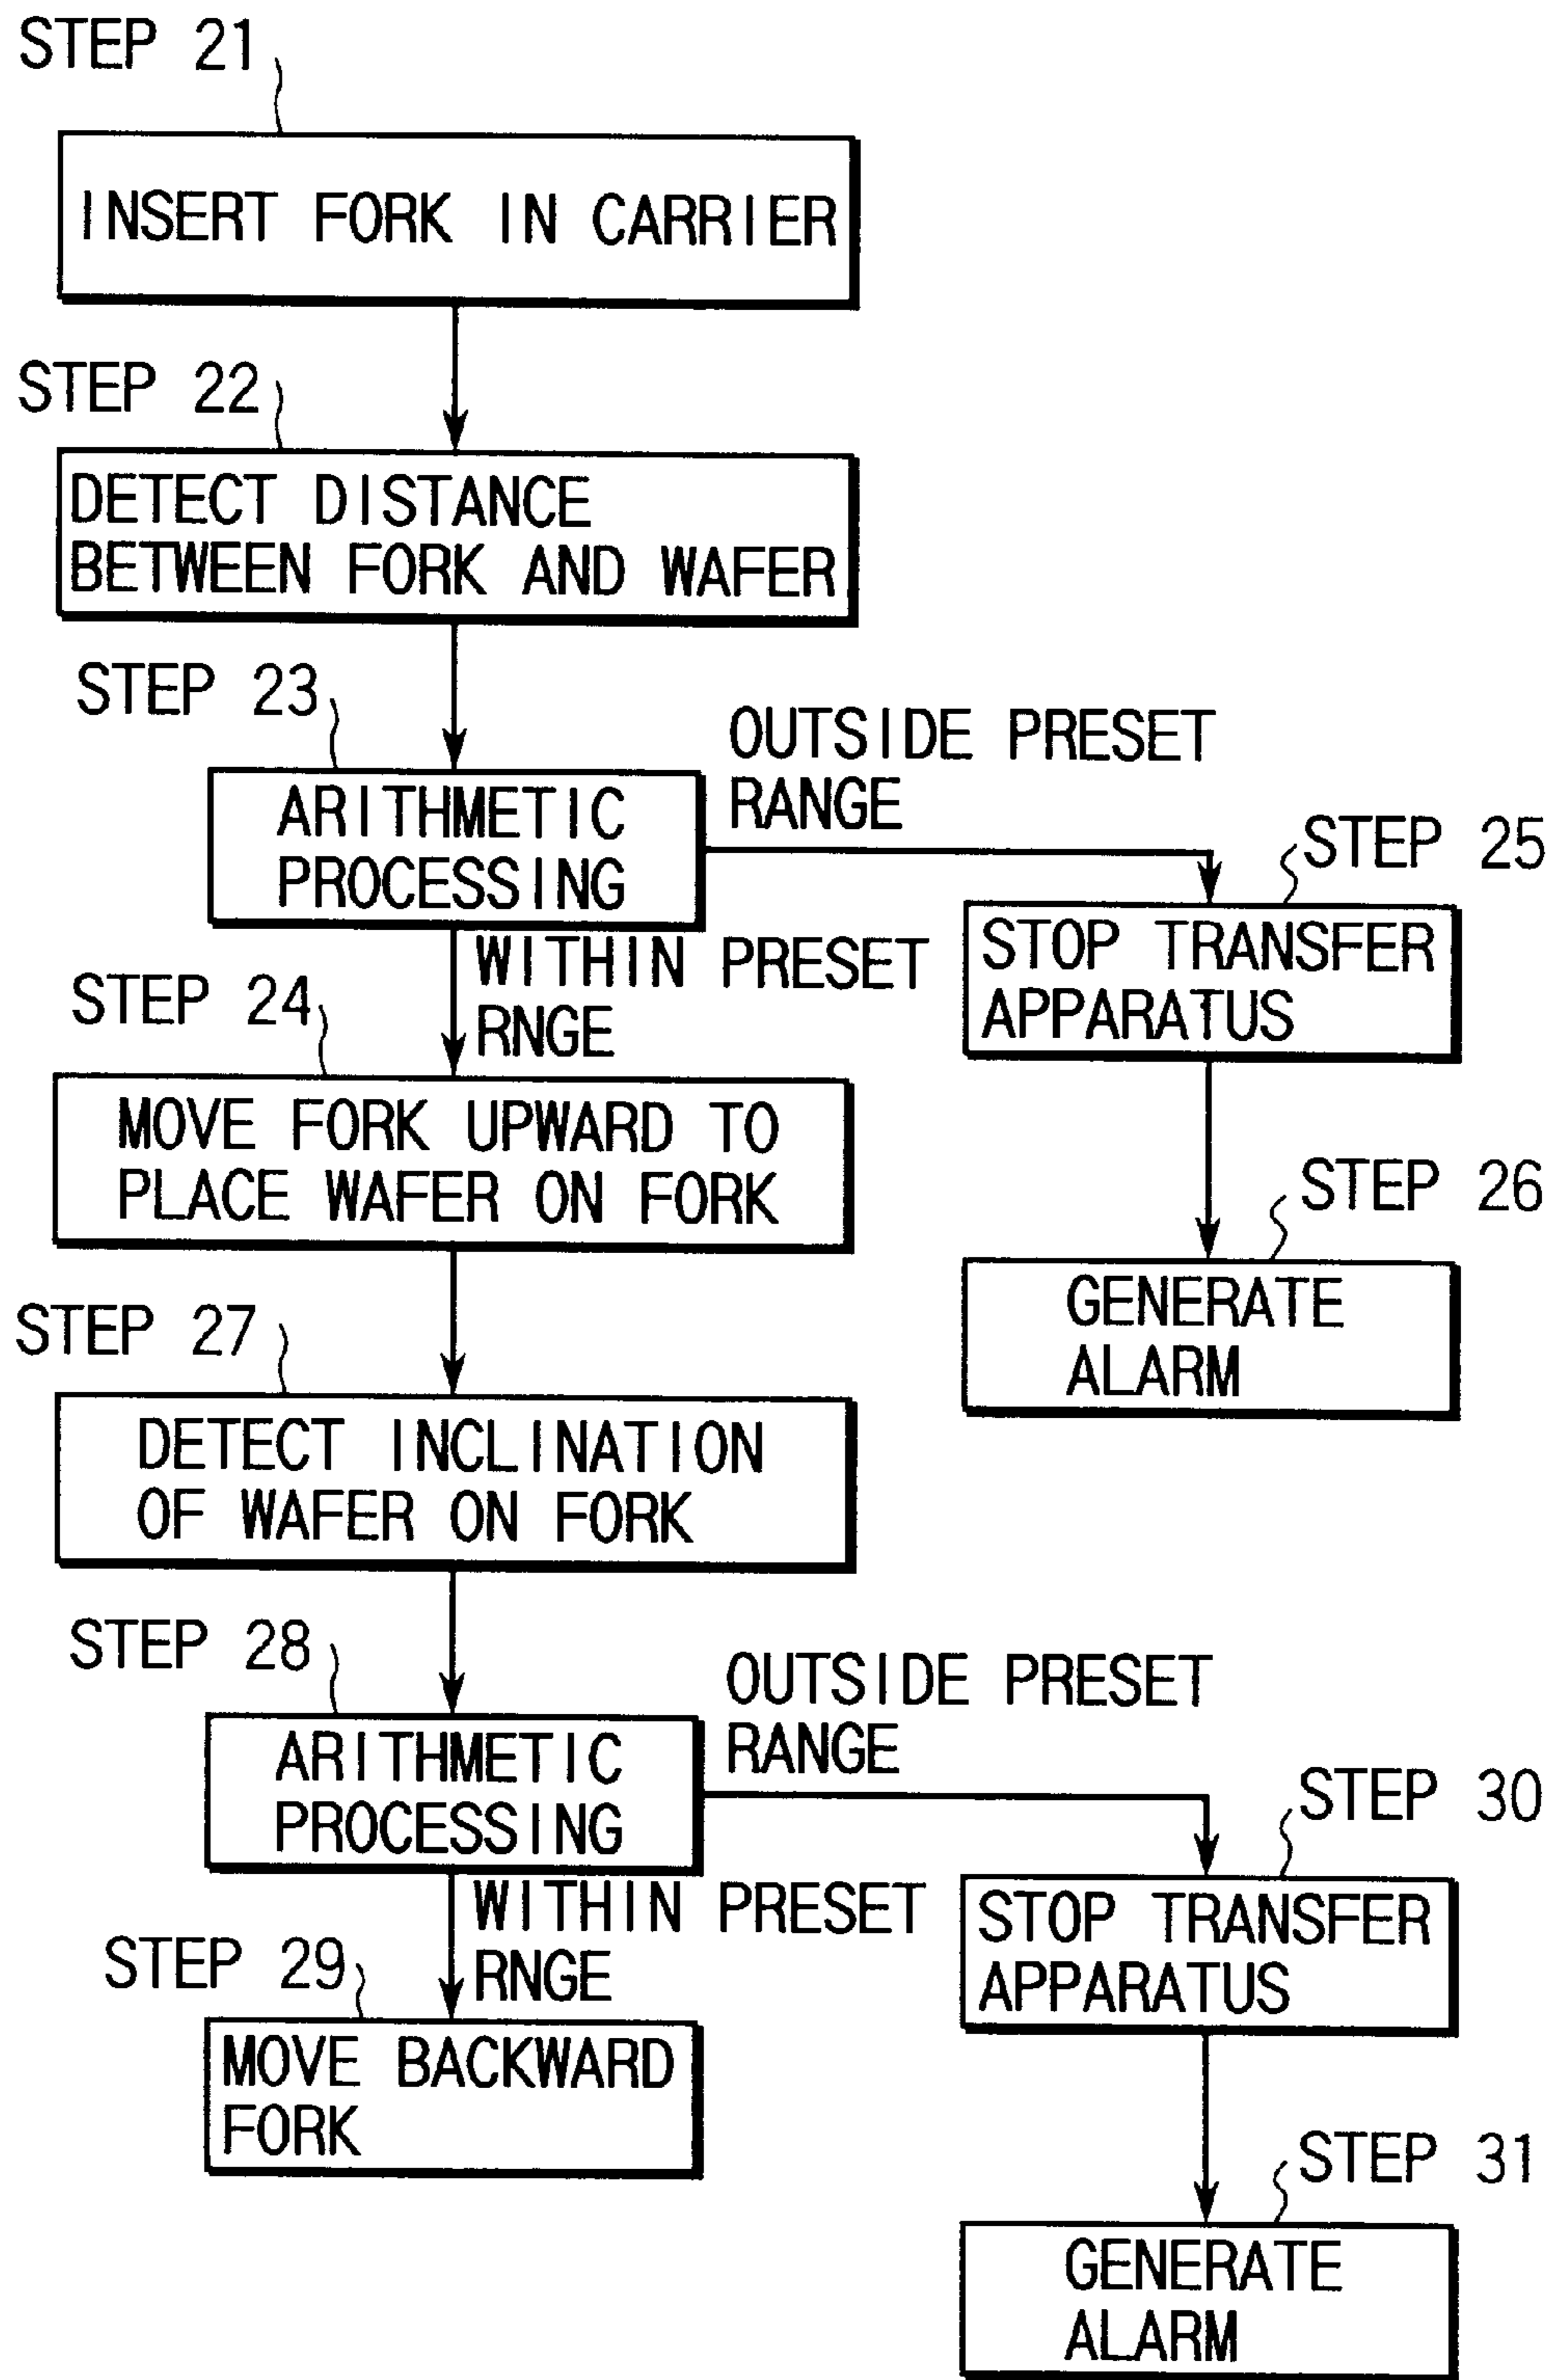 STEP 21
INSERT FORK IN CARRIER
STEP 22
DETECT DISTANCE
BETWEEN FORK AND WAFER
STEP 23
ARITHMETIC
PROCESSING
OUTSIDE PRESET
RANGE
STEP 25
STOP TRANSFER
APPARATUS
WITHIN PRESET
RNGE
STEP 24
MOVE FORK UPWARD TO
PLACE WAFER ON FORK
STEP 26
GENERATE
ALARM
STEP 27
DETECT INCLINATION
OF WAFER ON FORK
STEP 28
ARITHMETIC
PROCESSING
OUTSIDE PRESET
RANGE
STEP 30
STOP TRANSFER
APPARATUS
WITHIN PRESET
RNGE
STEP 29
MOVE BACKWARD
FORK
STEP 31
GENERATE
ALARM